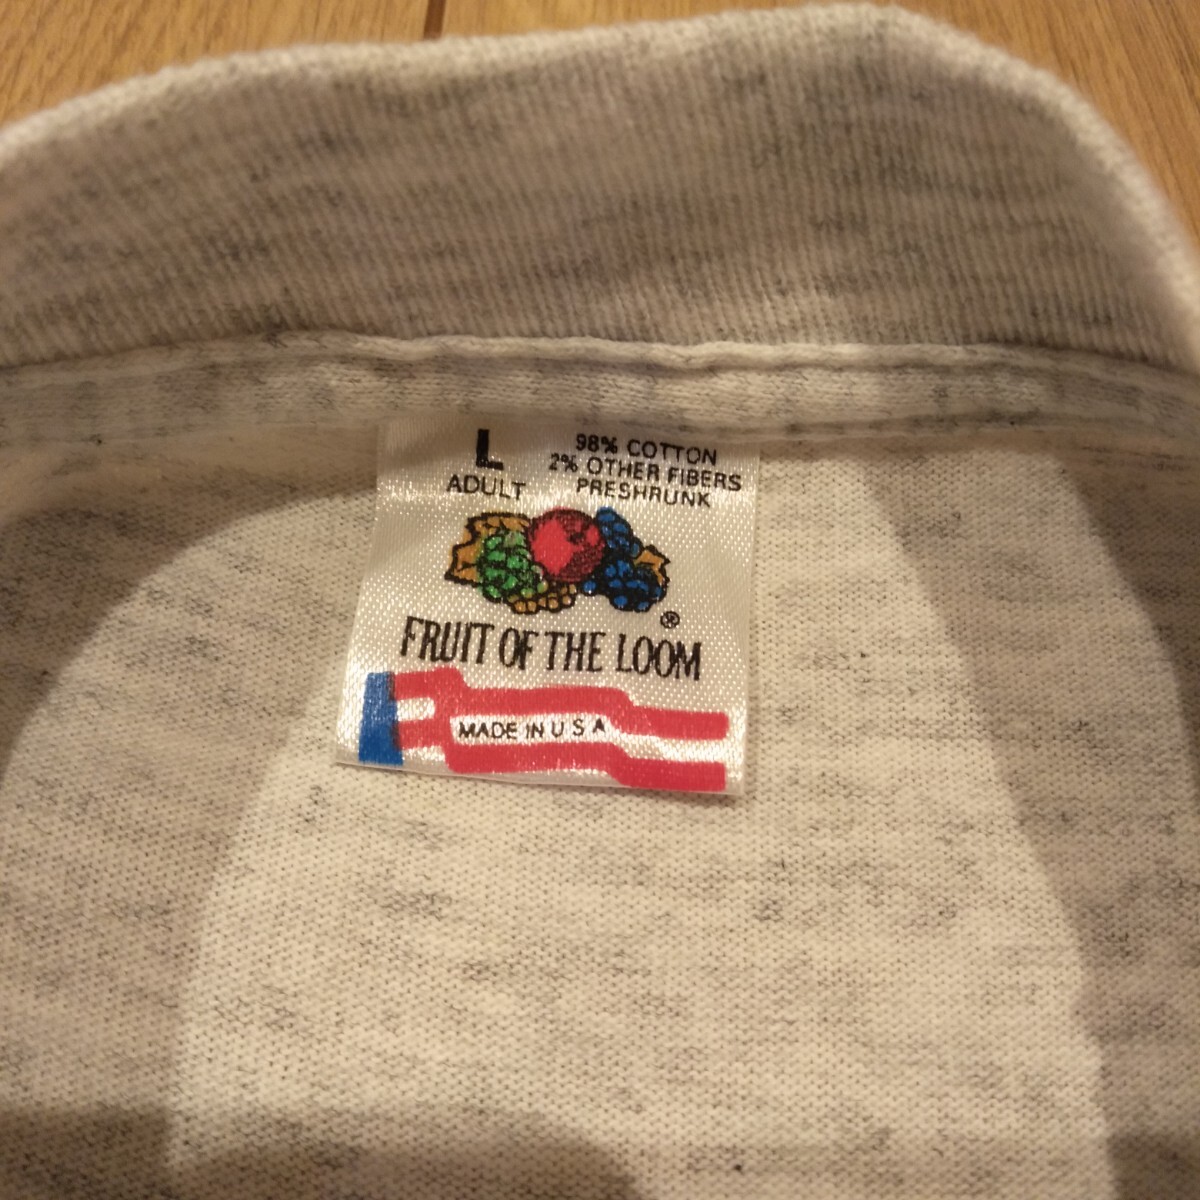 L
ADULT
98% COTTON
2% OTHER FIBERS
PRESHRUNK
®
FRUIT OF THE LOOM
MADE IN U S A